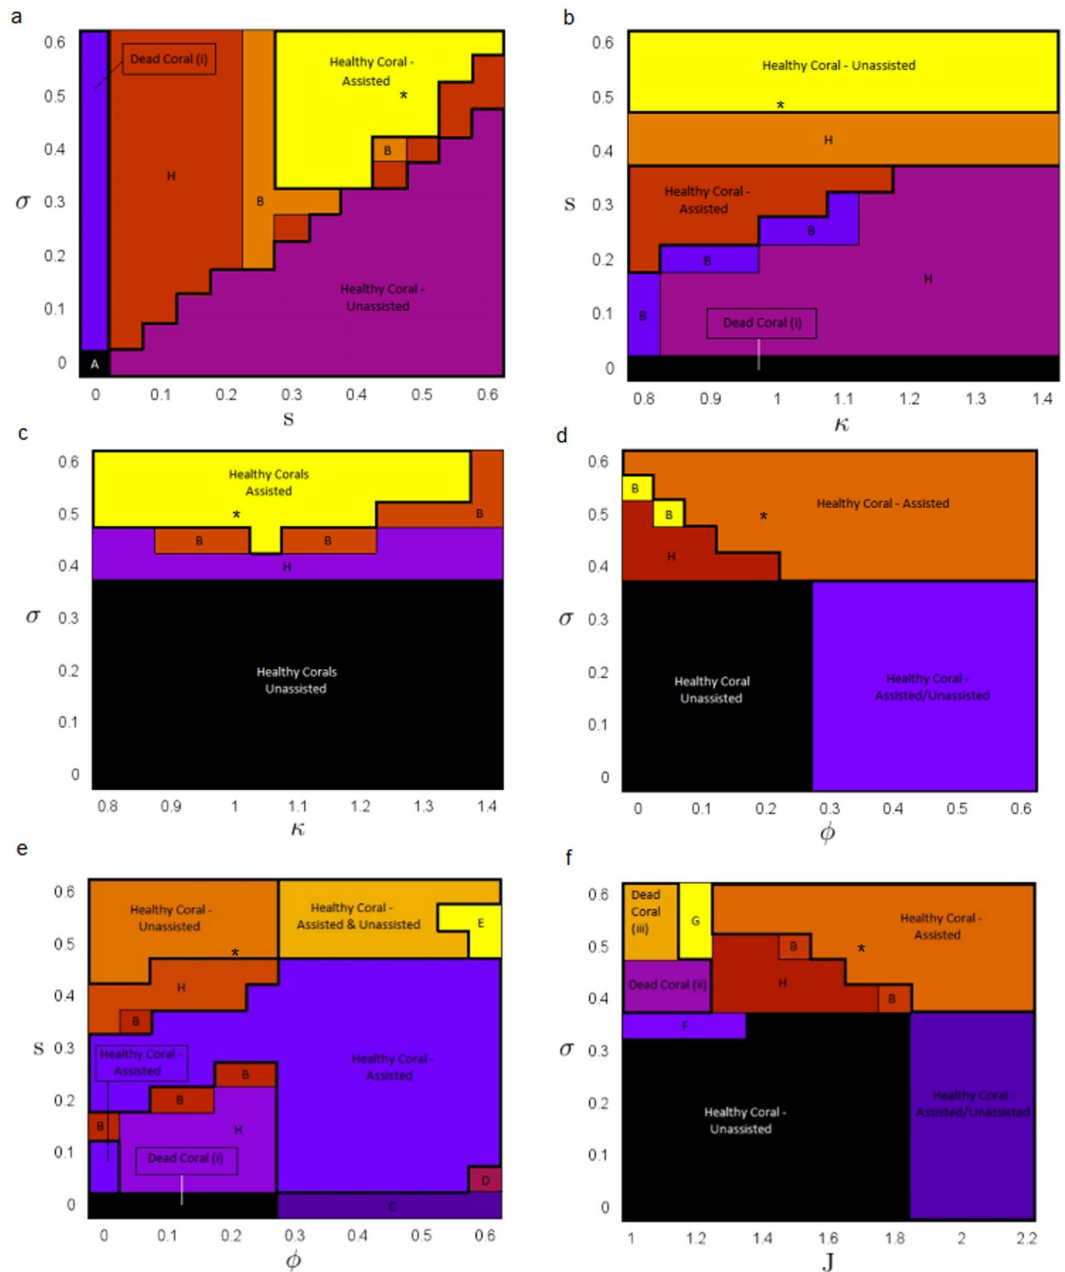 a
0.6
0.5
0.4
0.3
0.2
0.1
0
σ
Dead Coral (i)
Healthy Coral -
Assisted
*
H
B
B
Healthy Coral -
Unassisted
A
0 0.1 0.2 0.3 0.4 0.5 0.6
s
b
0.6
0.5
0.4
0.3
0.2
0.1
0
s
Healthy Coral - Unassisted
*
H
Healthy Coral -
Assisted
B
B
H
B
Dead Coral (i)
0.8 0.9 1 1.1 1.2 1.3 1.4
κ
c
0.6
0.5
0.4
0.3
0.2
0.1
0
σ
Healthy Corals
Assisted
*
B
B
B
H
Healthy Corals
Unassisted
0.8 0.9 1 1.1 1.2 1.3 1.4
κ
d
0.6
0.5
0.4
0.3
0.2
0.1
0
σ
B
B
Healthy Coral - Assisted
*
H
Healthy Coral
Unassisted
Healthy Coral -
Assisted/Unassisted
0 0.1 0.2 0.3 0.4 0.5 0.6
ϕ
e
0.6
0.5
0.4
0.3
0.2
0.1
0
s
Healthy Coral -
Unassisted
*
Healthy Coral -
Assisted & Unassisted
E
H
B
Healthy Coral -
Assisted
Healthy Coral -
Assisted
B
B
B
H
Dead Coral (i)
D
C
0 0.1 0.2 0.3 0.4 0.5 0.6
ϕ
f
0.6
0.5
0.4
0.3
0.2
0.1
0
σ
Dead
Coral
(iii)
G
Healthy Coral -
Assisted
B
*
Dead Coral (ii)
H
B
F
Healthy Coral -
Unassisted
Healthy Coral -
Assisted/Unassisted
1 1.2 1.4 1.6 1.8 2 2.2
J